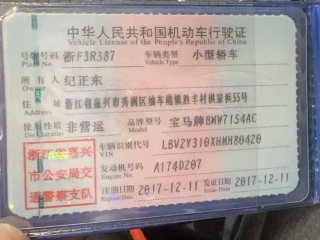 中华人民共和国机动车行驶证
Vehicle License of the People's Republic of China
号牌号码 浙F3R387 车辆类型 小型轿车
Plate No. Vehicle Type
所有人 纪正东
Owner
住址 浙江省嘉兴市秀洲区油车港镇胜丰村洪家浜55号
Address
使用性质 非营运 品牌型号 宝马牌BMW7154AC
Use Character Model
浙江省嘉兴
市公安局交
通警察支队
车辆识别代号 LBV2Y310XHMH80420
VIN
发动机号码 A174D207
Engine No.
注册日期 2017-12-11 发证日期 2017-12-11
Register Date Issue Date